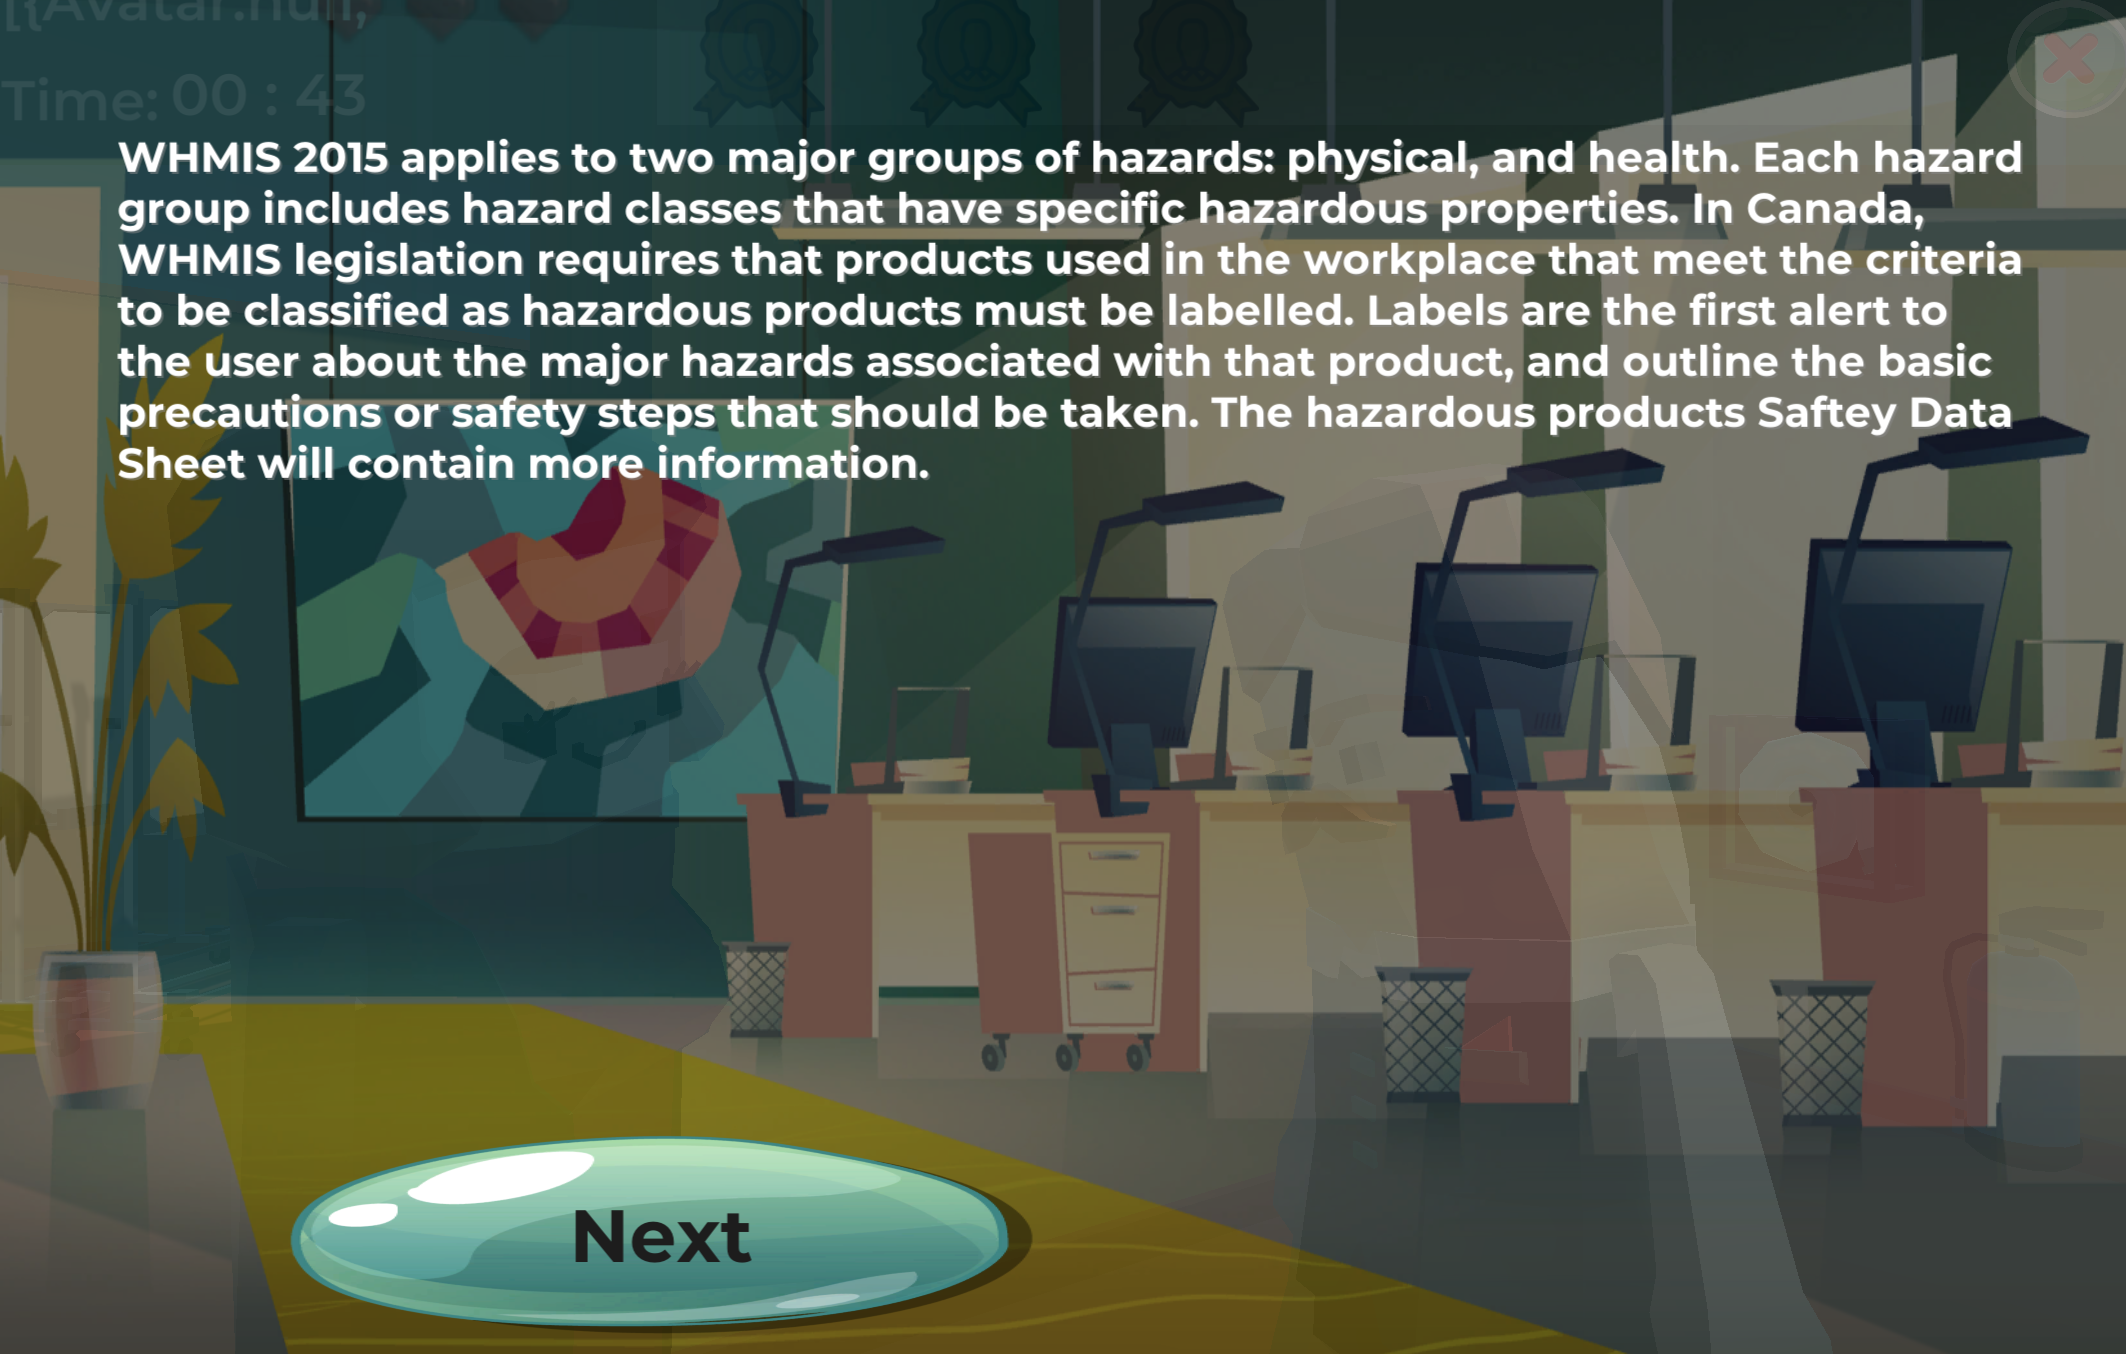 [{Avatar.null,
Time: 00 : 43
0 0 0
WHMIS 2015 applies to two major groups of hazards: physical, and health. Each hazard
group includes hazard classes that have specific hazardous properties. In Canada,
WHMIS legislation requires that products used in the workplace that meet the criteria
to be classified as hazardous products must be labelled. Labels are the first alert to
the user about the major hazards associated with that product, and outline the basic
precautions or safety steps that should be taken. The hazardous products Saftey Data
Sheet will contain more information.
Next